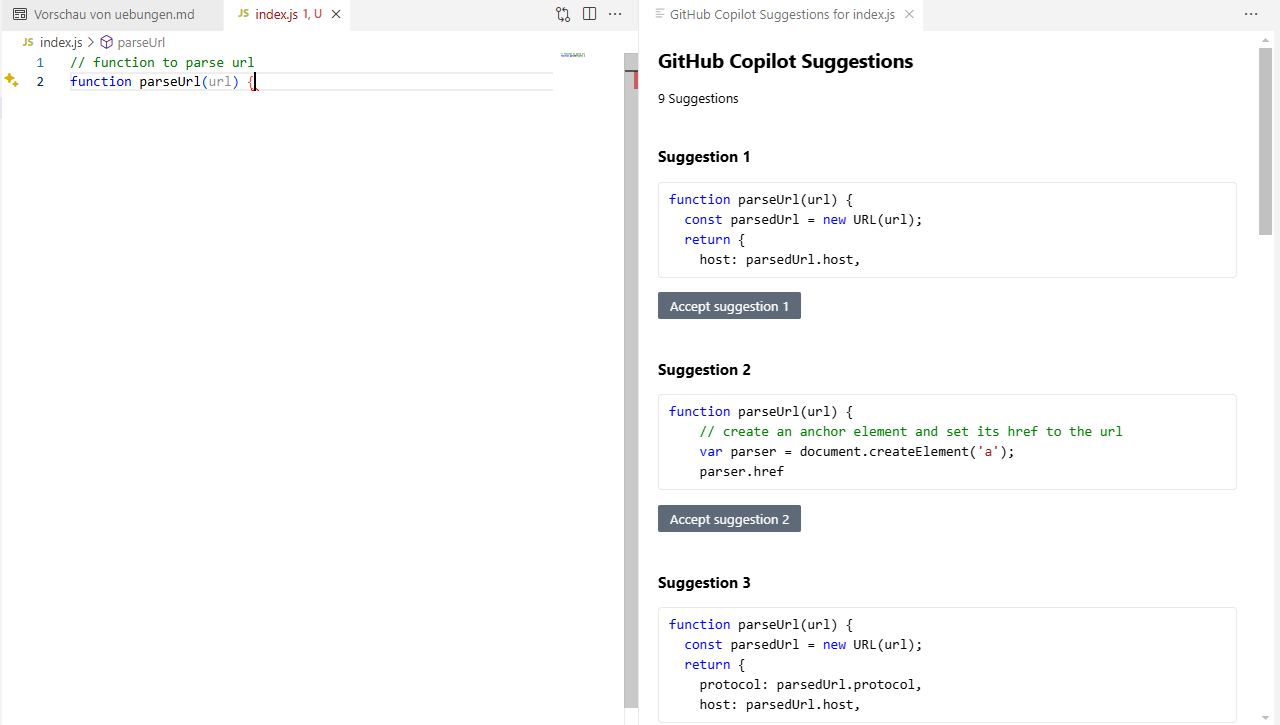 Vorschau von uebungen.md
JS index.js 1, U
JS index.js > parseUrl
1 // function to parse url
2 function parseUrl(url) {
GitHub Copilot Suggestions for index.js
GitHub Copilot Suggestions
9 Suggestions
Suggestion 1
function parseUrl(url) {
  const parsedUrl = new URL(url);
  return {
    host: parsedUrl.host,
Accept suggestion 1
Suggestion 2
function parseUrl(url) {
    // create an anchor element and set its href to the url
    var parser = document.createElement('a');
    parser.href
Accept suggestion 2
Suggestion 3
function parseUrl(url) {
  const parsedUrl = new URL(url);
  return {
    protocol: parsedUrl.protocol,
    host: parsedUrl.host,